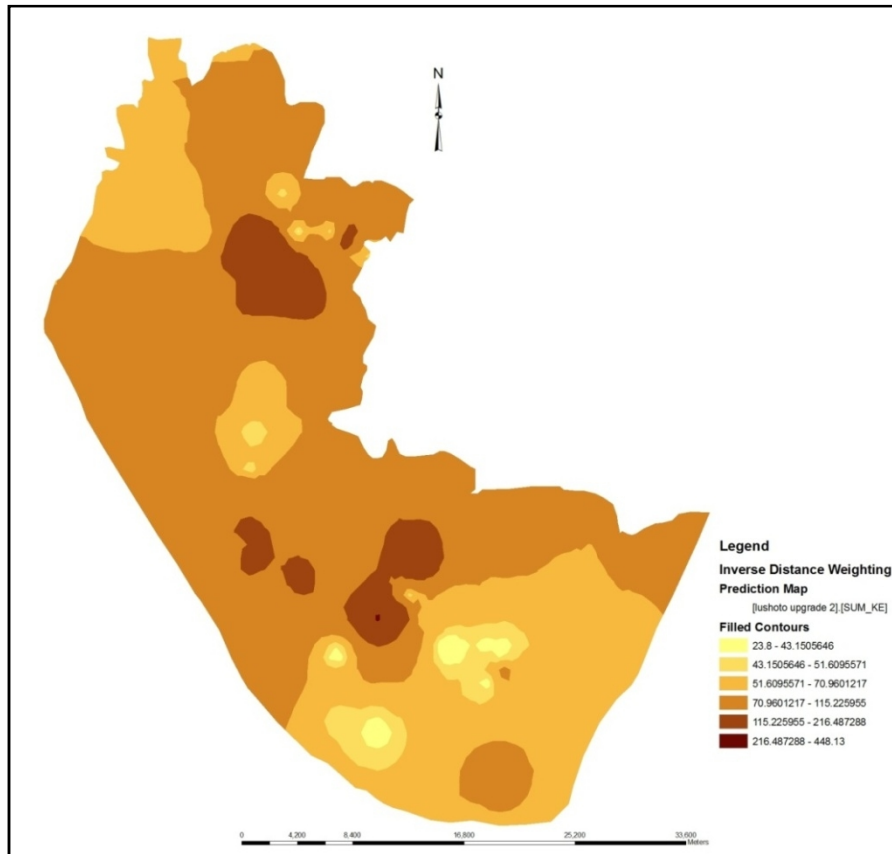 N
Legend
Inverse Distance Weighting
Prediction Map
[lushoto upgrade 2].[SUM_KE]
Filled Contours
23.8 - 43.1505646
43.1505646 - 51.6095571
51.6095571 - 70.9601217
70.9601217 - 115.225955
115.225955 - 216.487288
216.487288 - 448.13
0 4,200 8,400 16,800 25,200 33,600
Meters